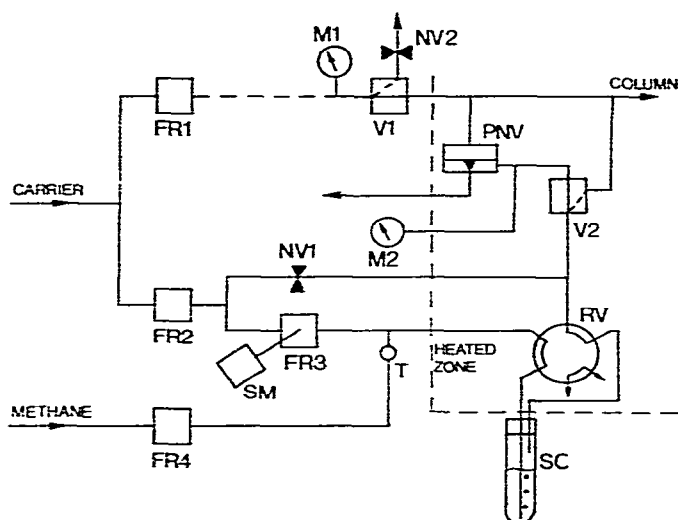 M1
NV2
FR1
V1
COLUMN
PNV
CARRIER
V2
M2
NV1
FR2
FR3
RV
HEATED
ZONE
T
SM
METHANE
FR4
SC